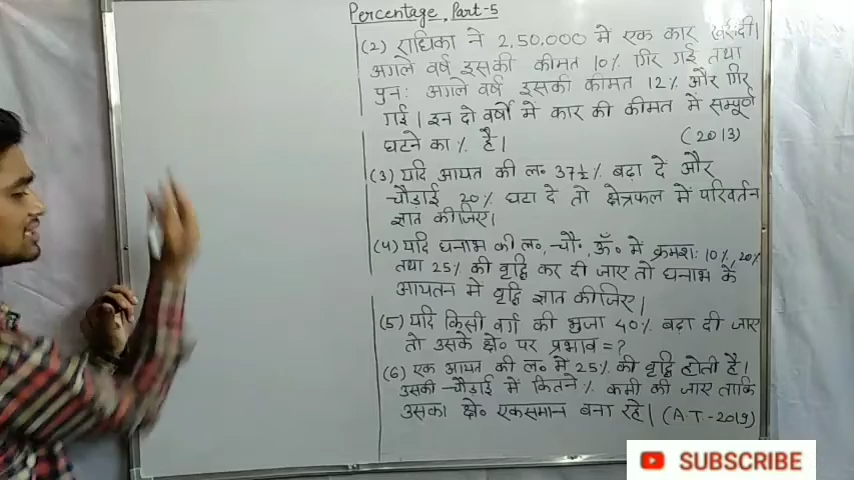 Percentage, Part-5
(2) राधिका ने 2,50,000 में एक कार खरीदी।
अगले वर्ष इसकी कीमत 10% गिर गई तथा
पुनः अगले वर्ष इसकी कीमत 12% और गिर
गई। इन दो वर्षों में कार की कीमत में सम्पूर्ण
घटने का % है। (2013)
(3) यदि आयत की ल॰ 37½% बढ़ा दे और
चौड़ाई 20% घटा दे तो क्षेत्रफल में परिवर्तन
ज्ञात कीजिए।
(4) यदि घनाभ की ल॰, चौ॰, ऊँ॰ में क्रमशः 10%, 20%
तथा 25% की वृद्धि कर दी जाए तो घनाभ के
आयतन में वृद्धि ज्ञात कीजिए।
(5) यदि किसी वर्ग की भुजा 40% बढ़ा दी जाए
तो उसके क्षे॰ पर प्रभाव = ?
(6) एक आयत की ल॰ में 25% की वृद्धि होती है।
उसकी चौडाई में कितने % कमी की जाए ताकि
उसका क्षे॰ एकसमान बना रहे। (A.T.-2019)
SUBSCRIBE